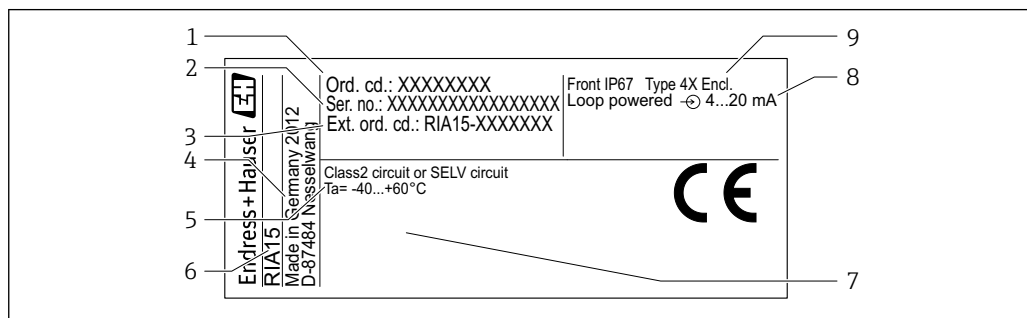 1
2
3
4
5
6
9
8
7
Endress+Hauser EH
RIA15
Made in Germany 2012
D-87484 Nesselwang
Ord. cd.: XXXXXXXX
Ser. no.: XXXXXXXXXXXXXXXXX
Ext. ord. cd.: RIA15-XXXXXXX
Front IP67 Type 4X Encl.
Loop powered 4...20 mA
Class2 circuit or SELV circuit
Ta= -40...+60°C
CE